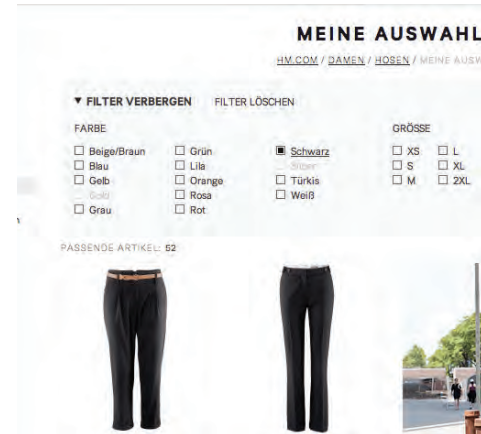 MEINE AUSWAHL
HM.COM / DAMEN / HOSEN / MEINE AUSW
▼ FILTER VERBERGEN FILTER LÖSCHEN
FARBE GRÖSSE
Beige/Braun Grün Schwarz XS L
Blau Lila Silber S XL
Gelb Orange Türkis M 2XL
Gold Rosa Weiß
Grau Rot
PASSENDE ARTIKEL: 52